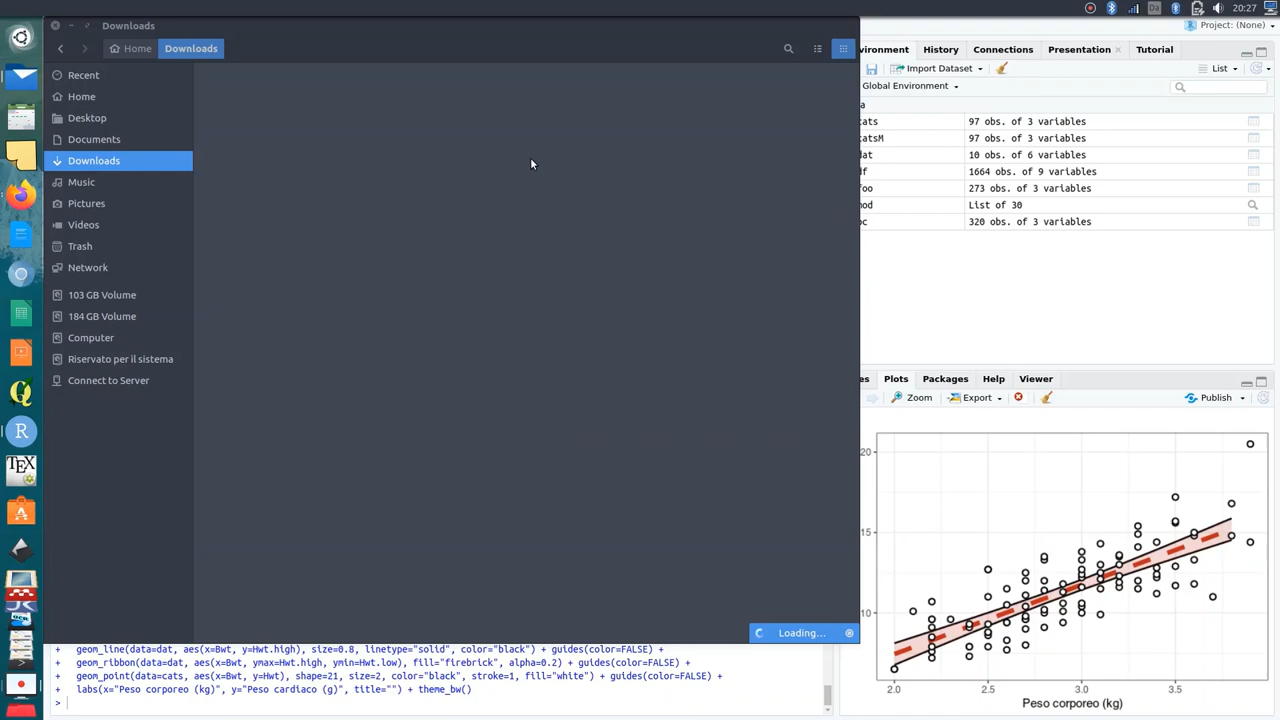 Da
20:27
Downloads
Project: (None)
Home
Downloads
Recent
Home
Desktop
Documents
Downloads
Music
Pictures
Videos
Trash
Network
103 GB Volume
184 GB Volume
Computer
Riservato per il sistema
Connect to Server
Loading...
vironment
History
Connections
Presentation
Tutorial
Import Dataset
List
Global Environment
a
cats
97 obs. of 3 variables
catsM
97 obs. of 3 variables
dat
10 obs. of 6 variables
df
1664 obs. of 9 variables
foo
273 obs. of 3 variables
mod
List of 30
oc
320 obs. of 3 variables
es
Plots
Packages
Help
Viewer
Zoom
Export
Publish
20
15
10
2.0
2.5
3.0
3.5
Peso corporeo (kg)
R
TEX
OCR
+ geom_line(data=dat, aes(x=Bwt, y=Hwt.high), size=0.8, linetype="solid", color="black") + guides(color=FALSE) +
+ geom_ribbon(data=dat, aes(x=Bwt, ymax=Hwt.high, ymin=Hwt.low), fill="firebrick", alpha=0.2) + guides(color=FALSE) +
+ geom_point(data=cats, aes(x=Bwt, y=Hwt), shape=21, size=2, color="black", stroke=1, fill="white") + guides(color=FALSE) +
+ labs(x="Peso corporeo (kg)", y="Peso cardiaco (g)", title="") + theme_bw()
>